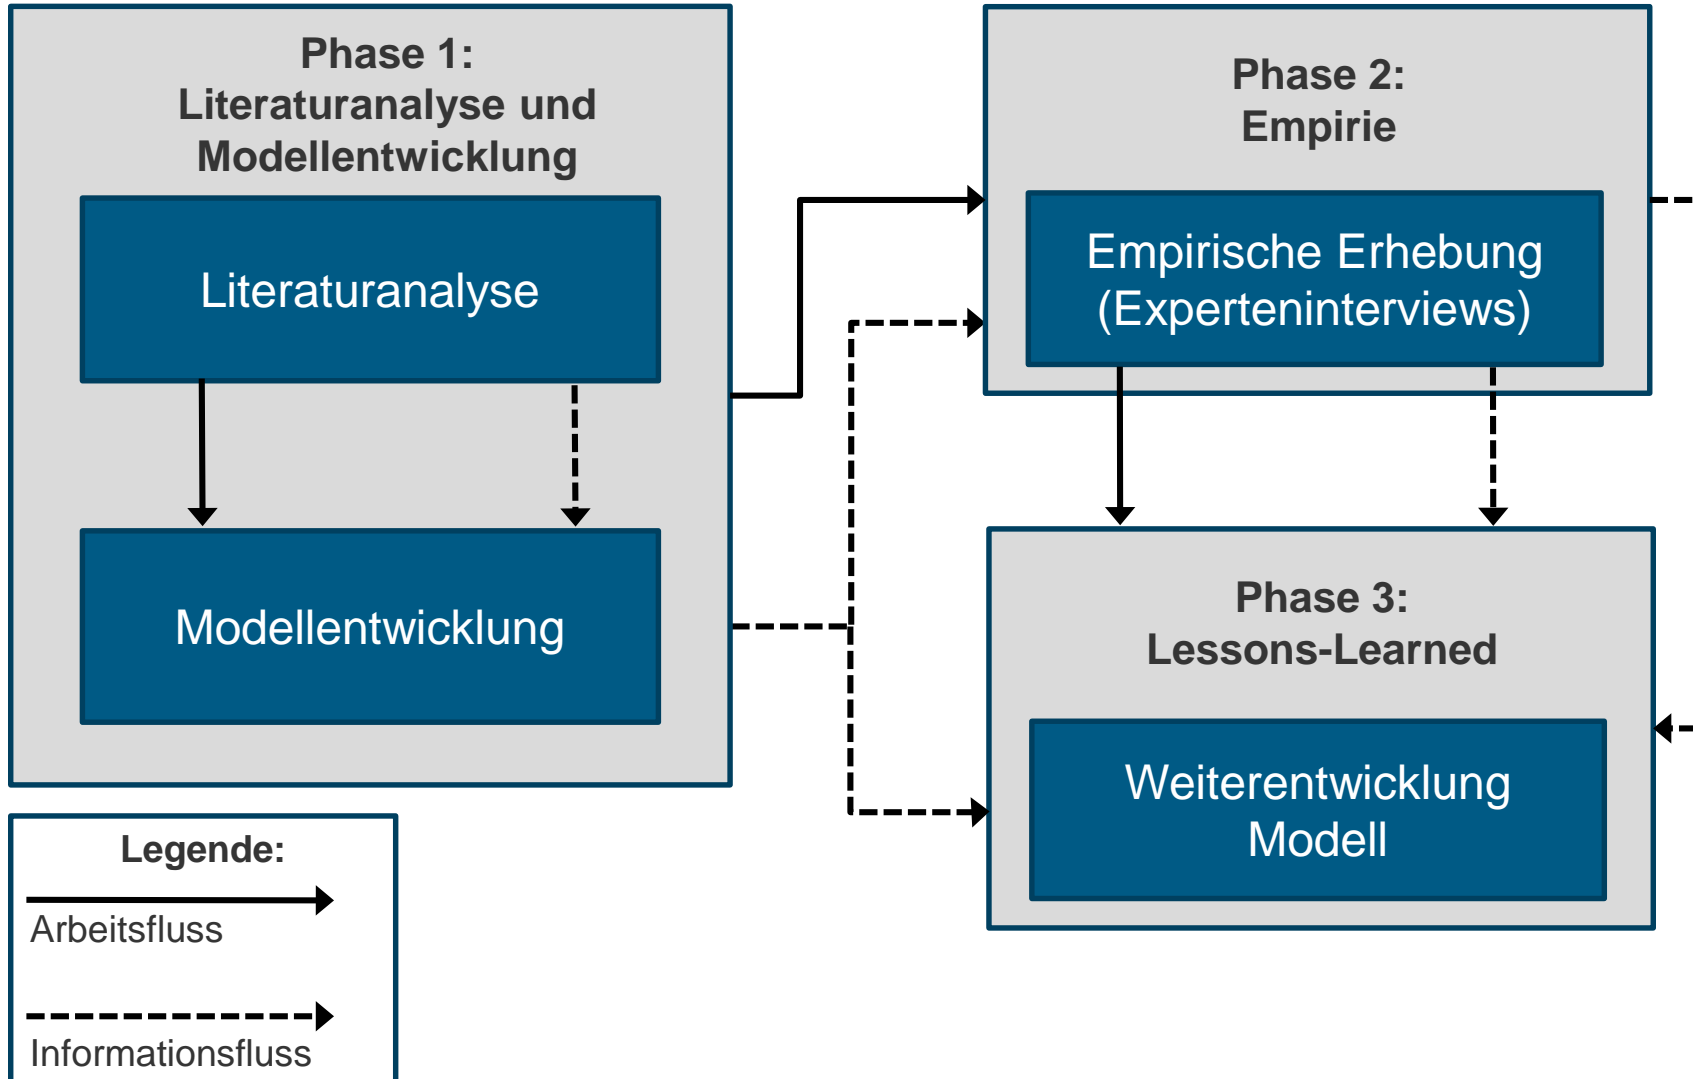 Phase 1:
Literaturanalyse und
Modellentwicklung
Literaturanalyse
Modellentwicklung
Phase 2:
Empirie
Empirische Erhebung
(Experteninterviews)
Phase 3:
Lessons-Learned
Weiterentwicklung
Modell
Legende:
Arbeitsfluss
Informationsfluss